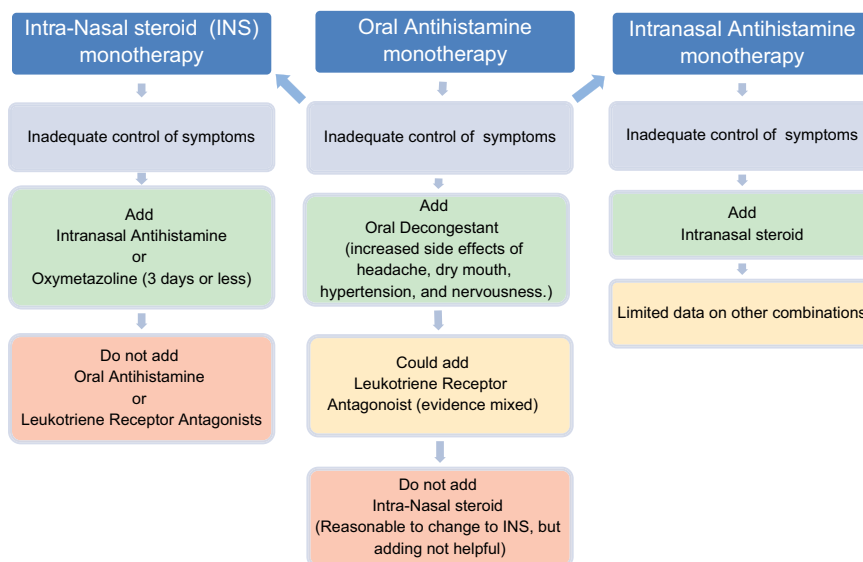 Intra-Nasal steroid (INS)
monotherapy
Inadequate control of symptoms
Add
Intranasal Antihistamine
or
Oxymetazoline (3 days or less)
Do not add
Oral Antihistamine
or
Leukotriene Receptor Antagonists
Oral Antihistamine
monotherapy
Inadequate control of symptoms
Add
Oral Decongestant
(increased side effects of
headache, dry mouth,
hypertension, and nervousness.)
Could add
Leukotriene Receptor
Antagonoist (evidence mixed)
Do not add
Intra-Nasal steroid
(Reasonable to change to INS, but
adding not helpful)
Intranasal Antihistamine
monotherapy
Inadequate control of symptoms
Add
Intranasal steroid
Limited data on other combinations